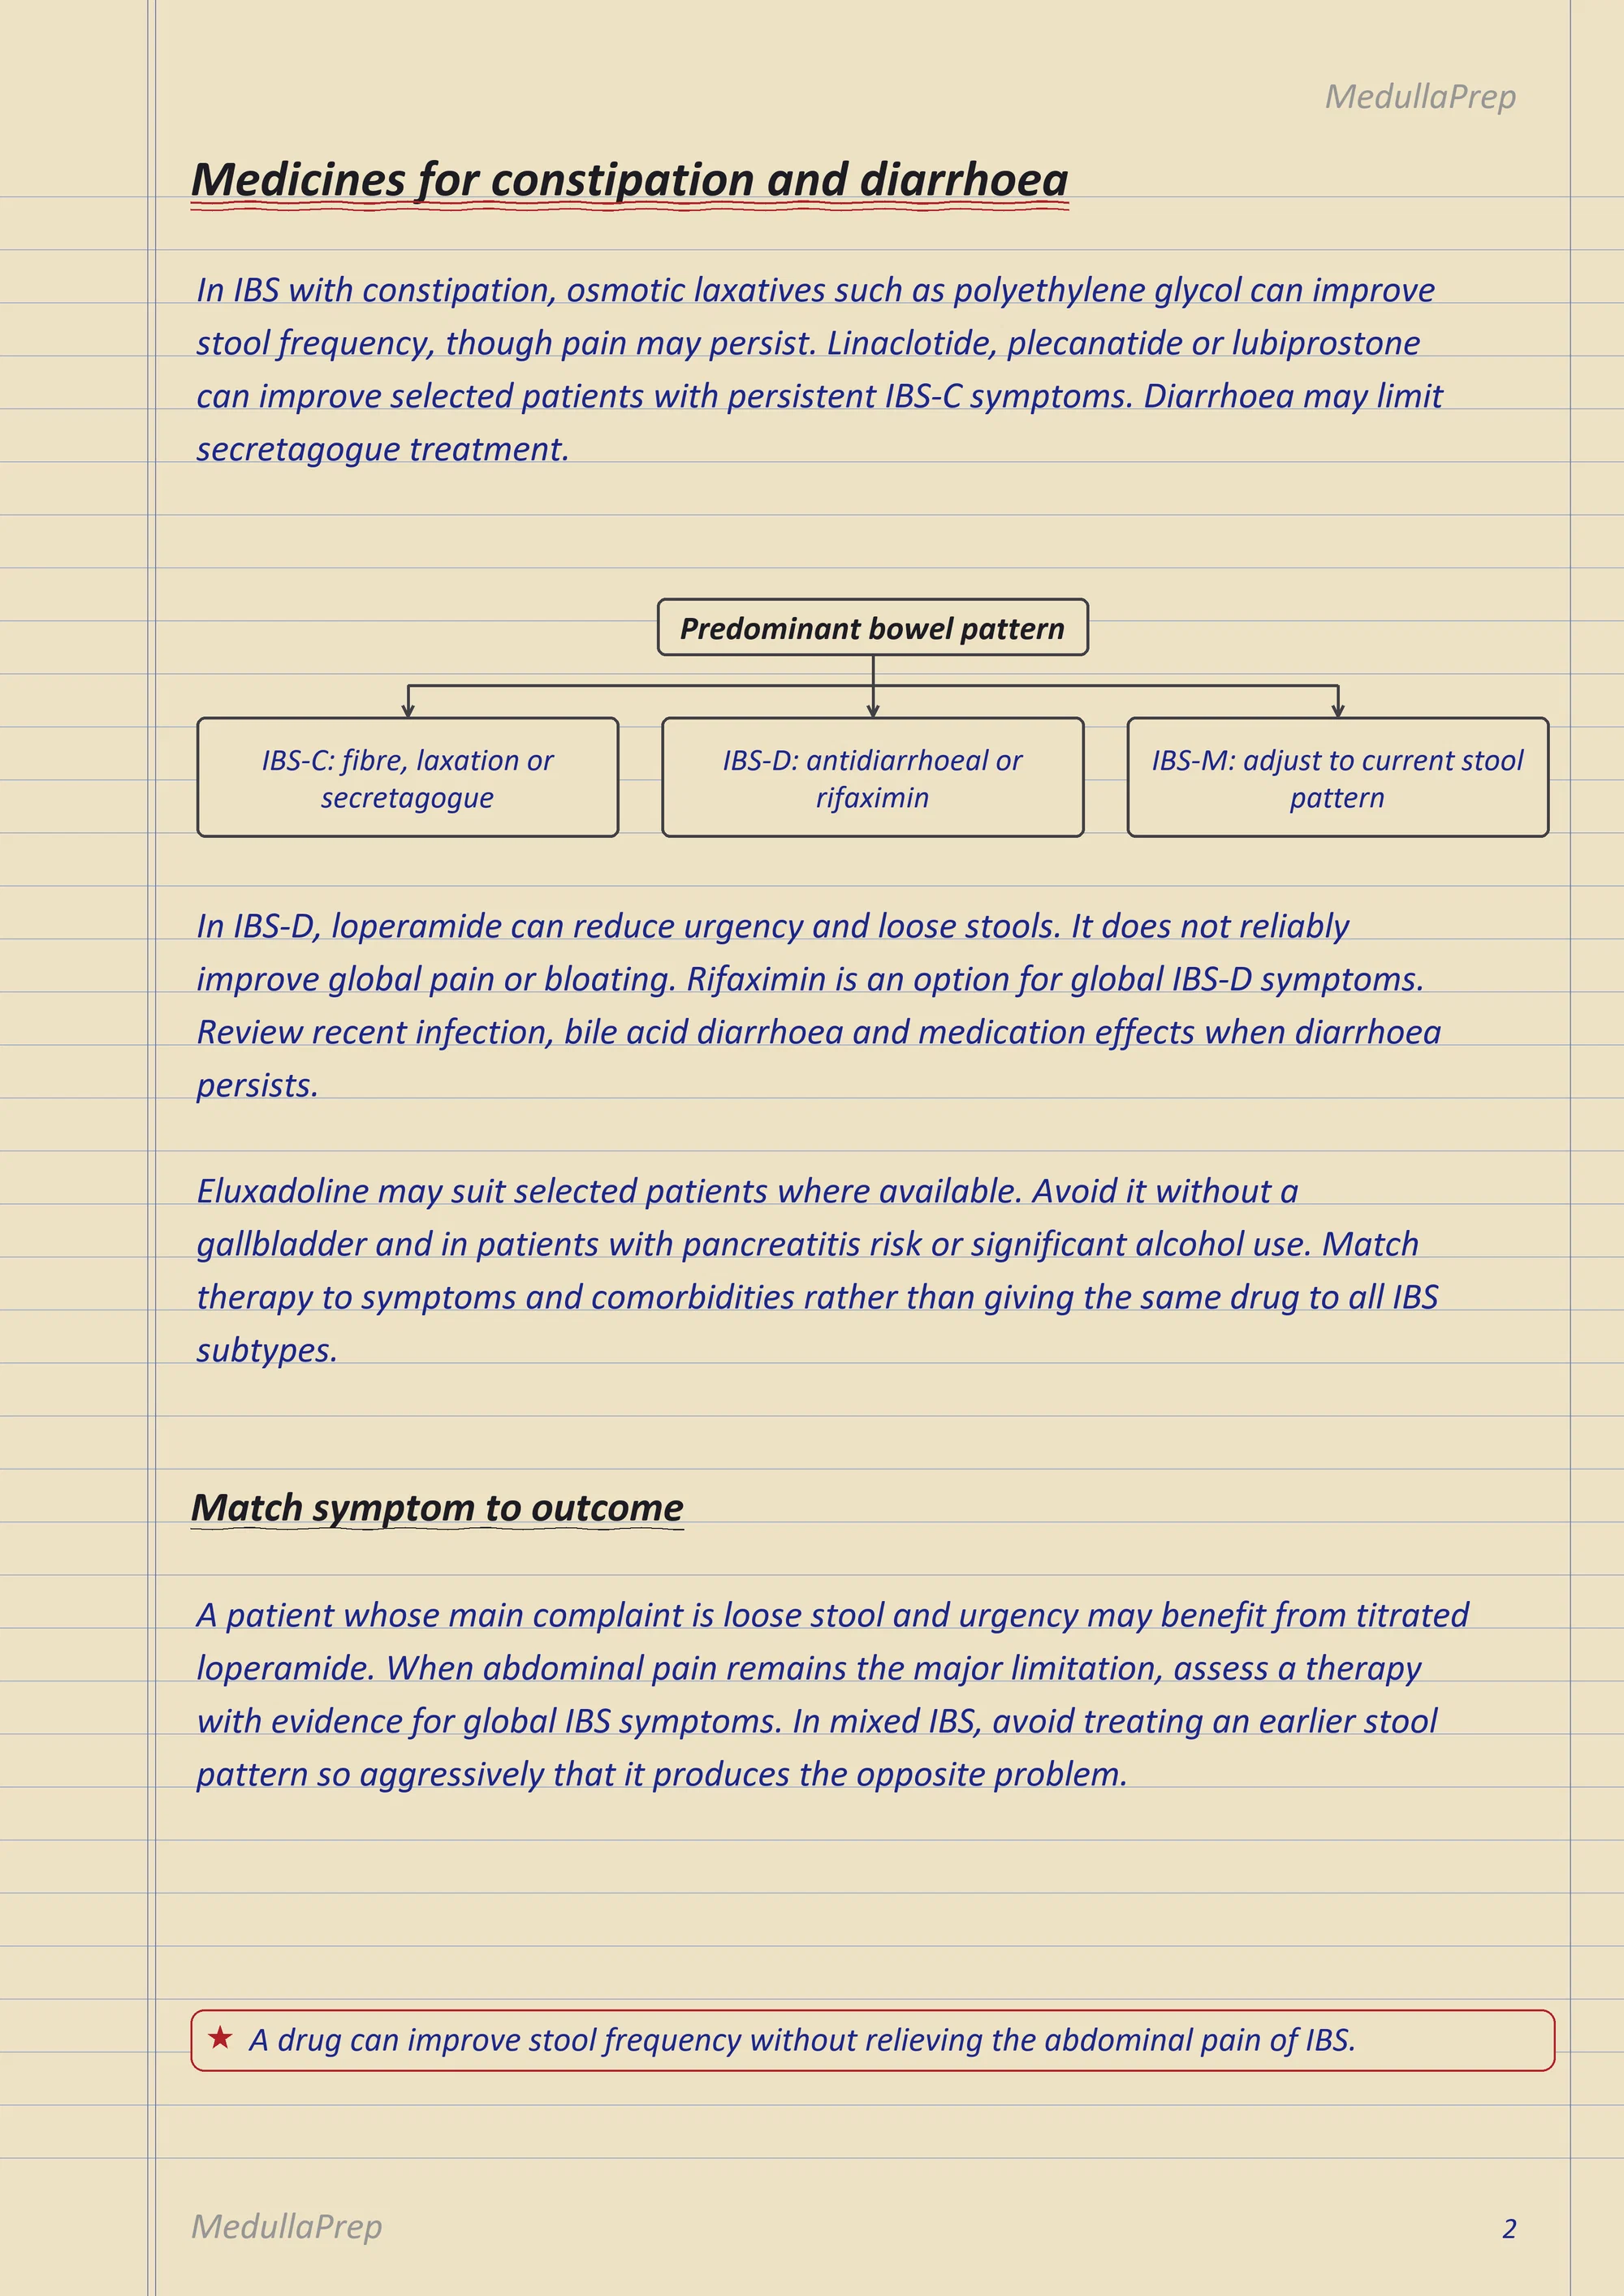 MedullaPrep
Medicines for constipation and diarrhoea
In IBS with constipation, osmotic laxatives such as polyethylene glycol can improve
stool frequency, though pain may persist. Linaclotide, plecanatide or lubiprostone
can improve selected patients with persistent IBS-C symptoms. Diarrhoea may limit
secretagogue treatment.
Predominant bowel pattern
IBS-C: fibre, laxation or
secretagogue
IBS-D: antidiarrhoeal or
rifaximin
IBS-M: adjust to current stool
pattern
In IBS-D, loperamide can reduce urgency and loose stools. It does not reliably
improve global pain or bloating. Rifaximin is an option for global IBS-D symptoms.
Review recent infection, bile acid diarrhoea and medication effects when diarrhoea
persists.
Eluxadoline may suit selected patients where available. Avoid it without a
gallbladder and in patients with pancreatitis risk or significant alcohol use. Match
therapy to symptoms and comorbidities rather than giving the same drug to all IBS
subtypes.
Match symptom to outcome
A patient whose main complaint is loose stool and urgency may benefit from titrated
loperamide. When abdominal pain remains the major limitation, assess a therapy
with evidence for global IBS symptoms. In mixed IBS, avoid treating an earlier stool
pattern so aggressively that it produces the opposite problem.
★ A drug can improve stool frequency without relieving the abdominal pain of IBS.
MedullaPrep
2